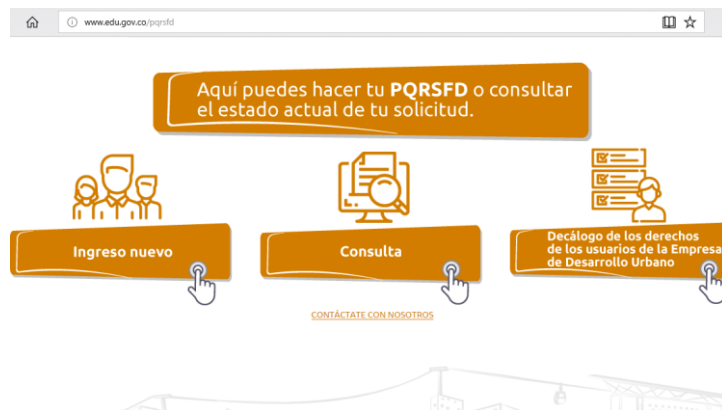 www.edu.gov.co/pqrsfd
Aquí puedes hacer tu PQRSFD o consultar
el estado actual de tu solicitud.
Ingreso nuevo
Consulta
Decálogo de los derechos
de los usuarios de la Empresa
de Desarrollo Urbano
CONTÁCTATE CON NOSOTROS